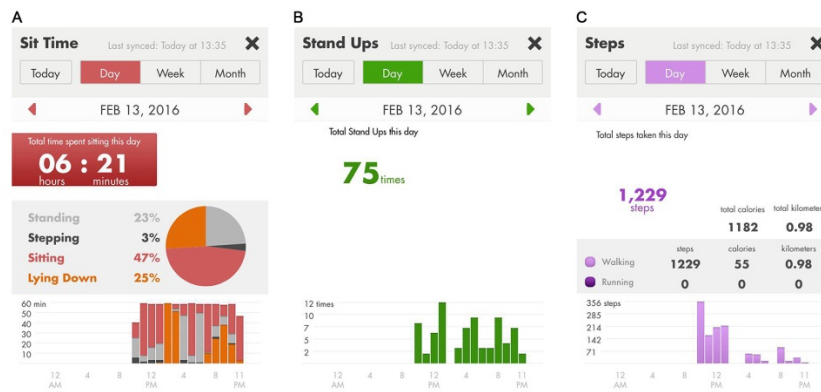 A
Sit Time
Last synced: Today at 13:35
Today Day Week Month
FEB 13, 2016
Total time spent sitting this day
06 : 21
hours minutes
Standing 23%
Stepping 3%
Sitting 47%
Lying Down 25%
60 min
50
40
30
20
10
12 AM 4 8 12 PM 4 8 11 PM
B
Stand Ups
Last synced: Today at 13:35
Today Day Week Month
FEB 13, 2016
Total Stand Ups this day
75 times
12 times
10
7
5
2
12 AM 4 8 12 PM 4 8 11 PM
C
Steps
Last synced: Today at 13:35
Today Day Week Month
FEB 13, 2016
Total steps taken this day
1,229
steps
total calories total kilometer
1182 0.98
steps calories kilometers
Walking 1229 55 0.98
Running 0 0 0
356 steps
285
214
142
71
12 AM 4 8 12 PM 4 8 11 PM